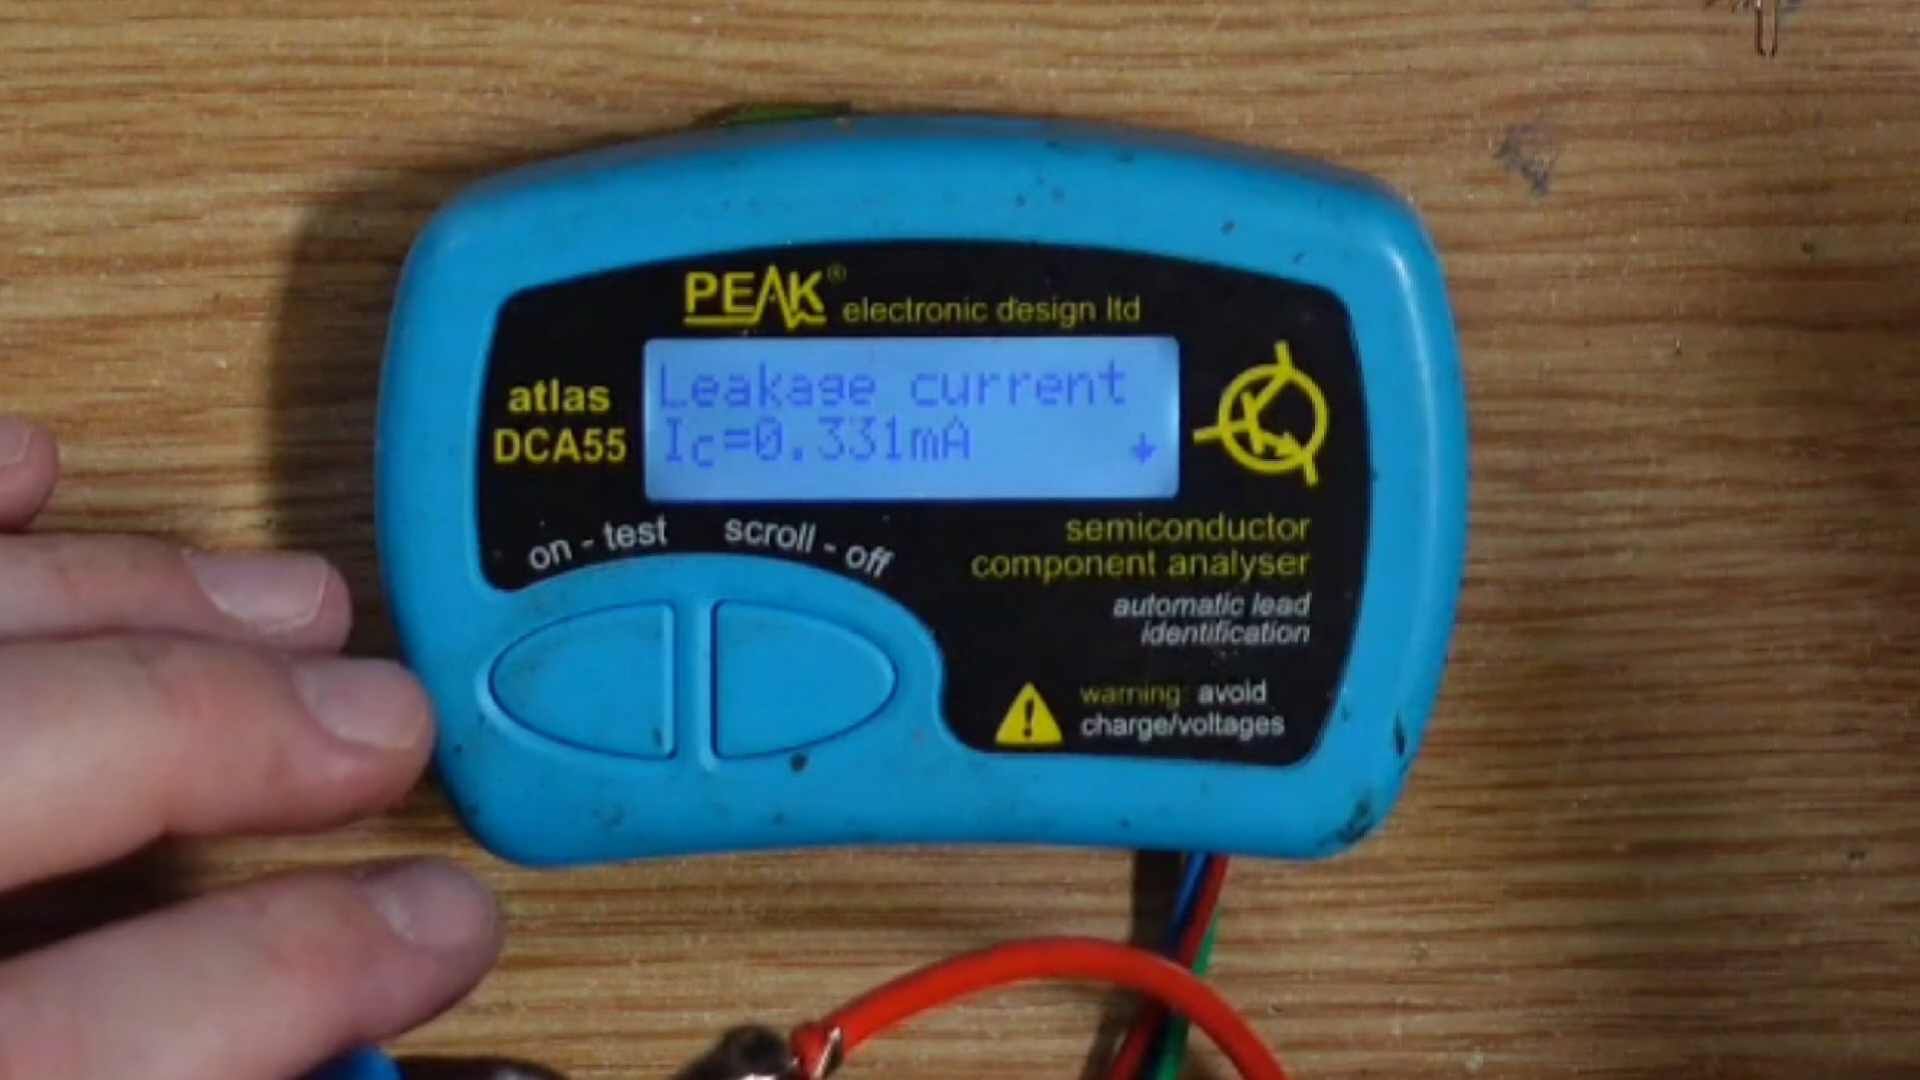 PEAK® electronic design ltd
atlas
DCA55
Leakage current
Ic=0.331mA ↓
on - test scroll - off
semiconductor
component analyser
automatic lead
identification
warning: avoid
charge/voltages